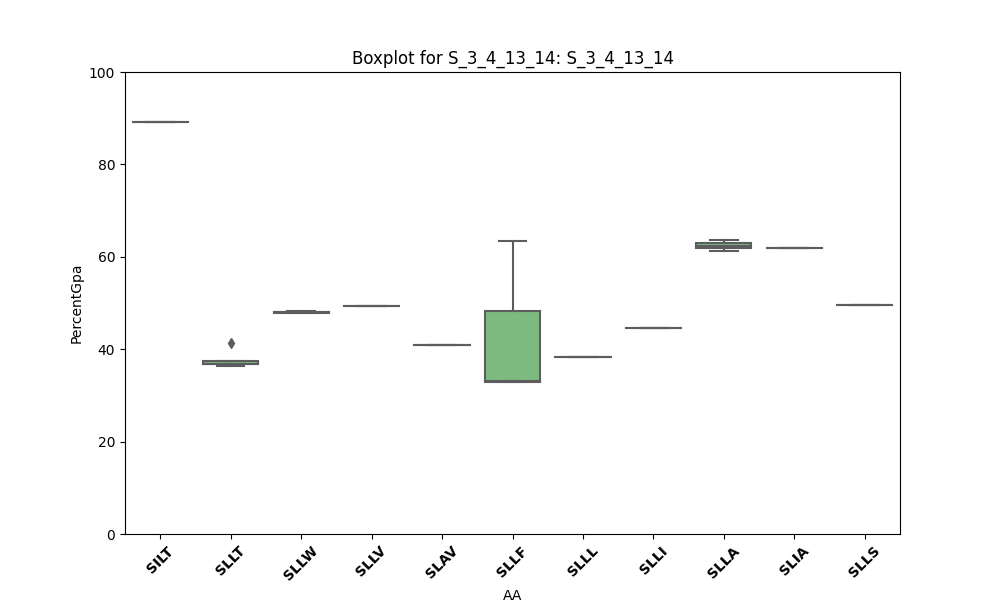 Boxplot for S_3_4_13_14: S_3_4_13_14
100
80
60
40
20
0
PercentGpa
SILT
SLLT
SLLW
SLLV
SLAV
SLLF
SLLL
SLLI
SLLA
SLIA
SLLS
AA